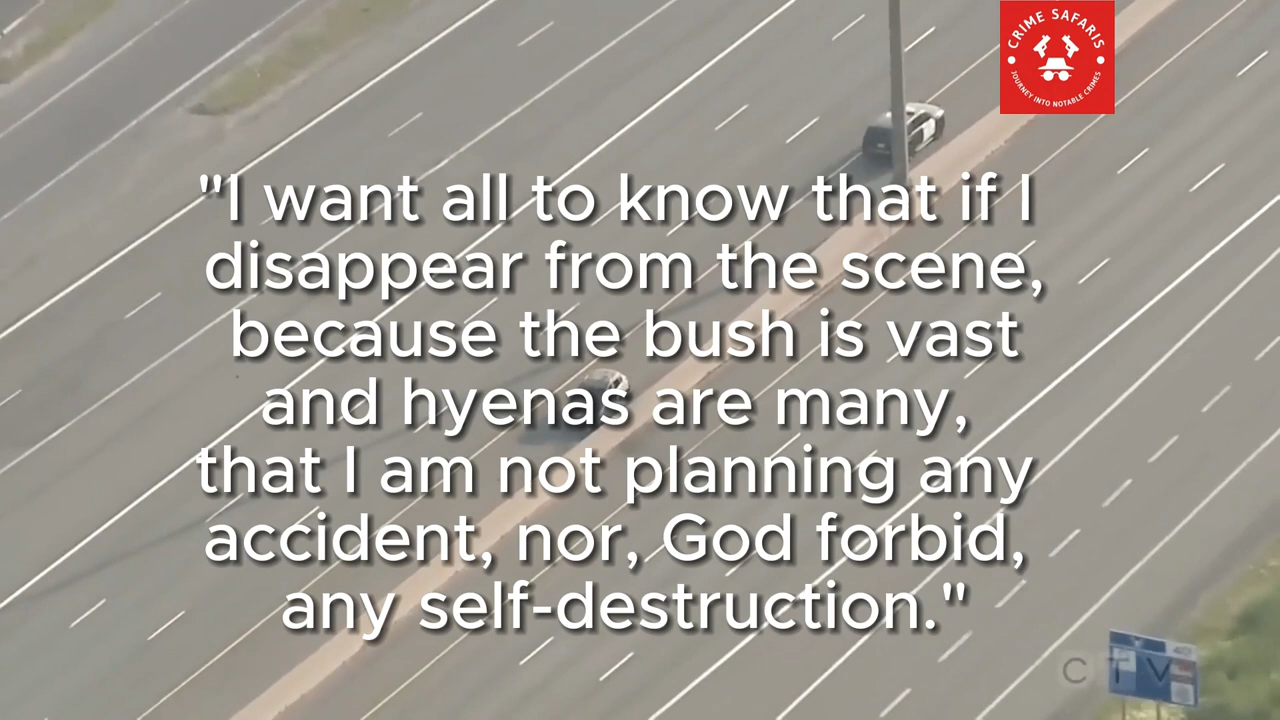 CRIME SAFARIS
JOURNEY INTO NOTABLE CRIMES
"I want all to know that if I
disappear from the scene,
because the bush is vast
and hyenas are many,
that I am not planning any
accident, nor, God forbid,
any self-destruction."
CTV